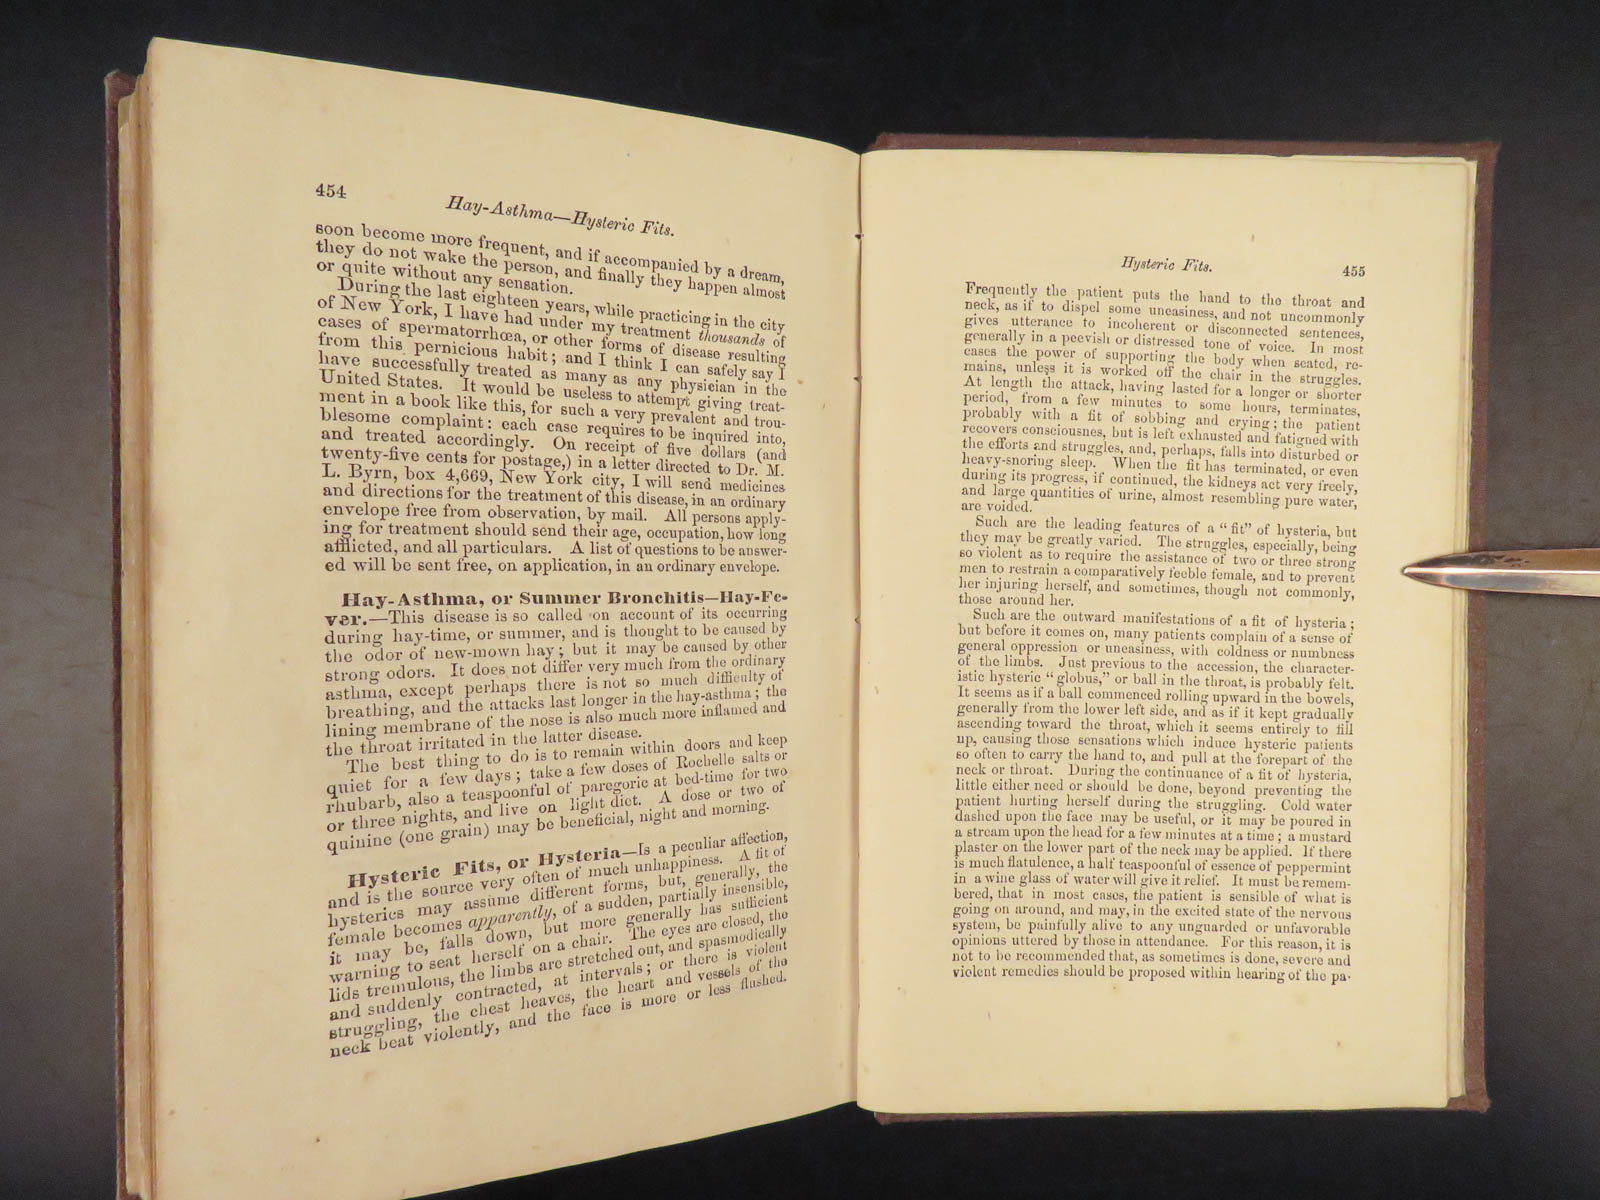 454
Hay-Asthma—Hysteric Fits.
soon become more frequent, and if accompanied by a dream,
they do not wake the person, and finally they happen almost
or quite without any sensation.
During the last eighteen years, while practicing in the city
of New York, I have had under my treatment thousands of
cases of spermatorrhœa, or other forms of disease resulting
from this pernicious habit; and I think I can safely say I
have successfully treated as many as any physician in the
United States. It would be useless to attempt giving treat-
ment in a book like this, for such a very prevalent and trou-
blesome complaint: each case requires to be inquired into,
and treated accordingly. On receipt of five dollars (and
twenty-five cents for postage,) in a letter directed to Dr. M.
L. Byrn, box 4,669, New York city, I will send medicines
and directions for the treatment of this disease, in an ordinary
envelope free from observation, by mail. All persons apply-
ing for treatment should send their age, occupation, how long
afflicted, and all particulars. A list of questions to be answer-
ed will be sent free, on application, in an ordinary envelope.
Hay-Asthma, or Summer Bronchitis—Hay-Fe-
ver.—This disease is so called on account of its occurring
during hay-time, or summer, and is thought to be caused by
the odor of new-mown hay; but it may be caused by other
strong odors. It does not differ very much from the ordinary
asthma, except perhaps there is not so much difficulty of
breathing, and the attacks last longer in the hay-asthma; the
lining membrane of the nose is also much more inflamed and
the throat irritated in the latter disease.
The best thing to do is to remain within doors and keep
quiet for a few days; take a few doses of Rochelle salts or
rhubarb, also a teaspoonful of paregoric at bed-time for two
or three nights, and live on light diet. A dose or two of
quinine (one grain) may be beneficial, night and morning.
Hysteric Fits, or Hysteria—Is a peculiar affection,
and is the source very often of much unhappiness. A fit of
hysterics may assume different forms, but, generally, the
female becomes apparently, of a sudden, partially insensible,
it may be, falls down, but more generally has sufficient
warning to seat herself on a chair. The eyes are closed, the
lids tremulous, the limbs are stretched out, and spasmodically
and suddenly contracted, at intervals; or there is violent
struggling, the chest heaves, the heart and vessels of the
neck beat violently, and the face is more or less flushed.
Hysteric Fits.
455
Frequently the patient puts the hand to the throat and
neck, as if to dispel some uneasiness, and not uncommonly
gives utterance to incoherent or disconnected sentences,
generally in a peevish or distressed tone of voice. In most
cases the power of supporting the body when seated, re-
mains, unless it is worked off the chair in the struggles.
At length the attack, having lasted for a longer or shorter
period, from a few minutes to some hours, terminates,
probably with a fit of sobbing and crying; the patient
recovers consciousnes, but is left exhausted and fatigued with
the efforts and struggles, and, perhaps, falls into disturbed or
heavy-snoring sleep. When the fit has terminated, or even
during its progress, if continued, the kidneys act very freely,
and large quantities of urine, almost resembling pure water,
are voided.
Such are the leading features of a "fit" of hysteria, but
they may be greatly varied. The struggles, especially, being
so violent as to require the assistance of two or three strong
men to restrain a comparatively feeble female, and to prevent
her injuring herself, and sometimes, though not commonly,
those around her.
Such are the outward manifestations of a fit of hysteria;
but before it comes on, many patients complain of a sense of
general oppression or uneasiness, with coldness or numbness
of the limbs. Just previous to the accession, the character-
istic hysteric "globus," or ball in the throat, is probably felt.
It seems as if a ball commenced rolling upward in the bowels,
generally from the lower left side, and as if it kept gradually
ascending toward the throat, which it seems entirely to fill
up, causing those sensations which induce hysteric patients
so often to carry the hand to, and pull at the forepart of the
neck or throat. During the continuance of a fit of hysteria,
little either need or should be done, beyond preventing the
patient hurting herself during the struggling. Cold water
dashed upon the face may be useful, or it may be poured in
a stream upon the head for a few minutes at a time; a mustard
plaster on the lower part of the neck may be applied. If there
is much flatulence, a half teaspoonful of essence of peppermint
in a wine glass of water will give it relief. It must be remem-
bered, that in most cases, the patient is sensible of what is
going on around, and may, in the excited state of the nervous
system, be painfully alive to any unguarded or unfavorable
opinions uttered by those in attendance. For this reason, it is
not to be recommended that, as sometimes is done, severe and
violent remedies should be proposed within hearing of the pa-